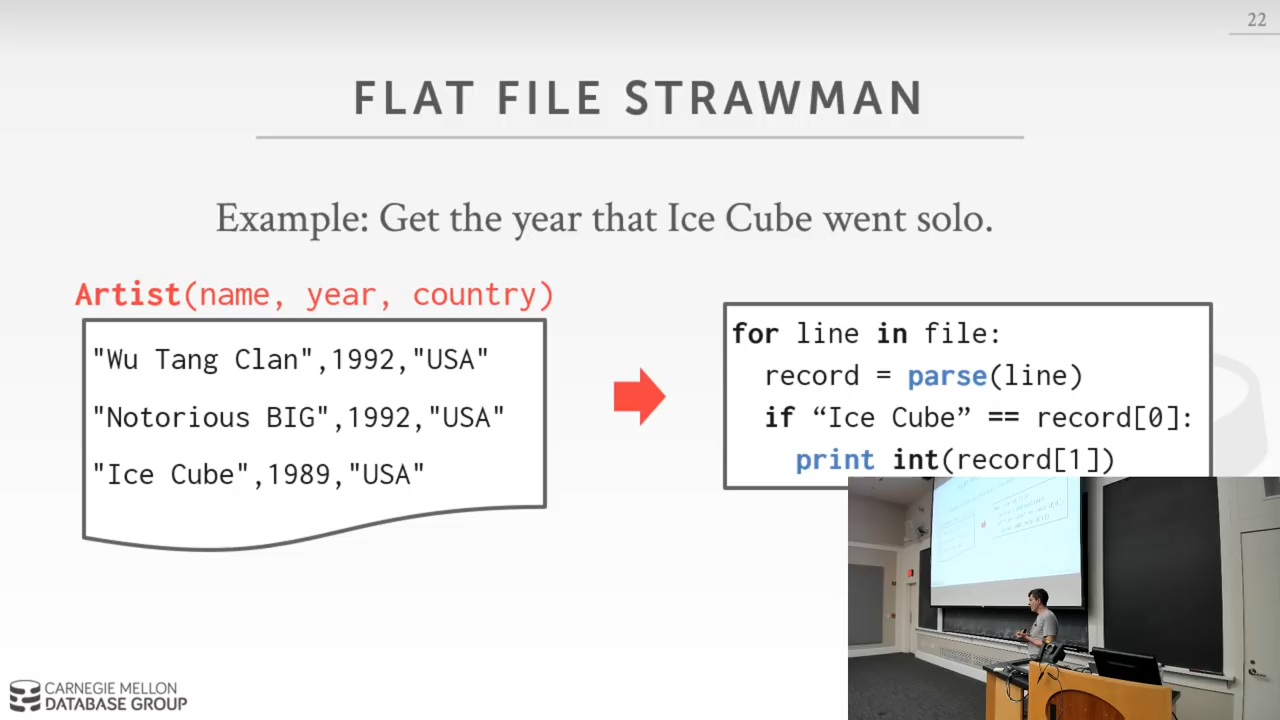 22
FLAT FILE STRAWMAN
Example: Get the year that Ice Cube went solo.
Artist(name, year, country)
"Wu Tang Clan",1992,"USA"
"Notorious BIG",1992,"USA"
"Ice Cube",1989,"USA"
for line in file:
record = parse(line)
if “Ice Cube” == record[0]:
print int(record[1])
CARNEGIE MELLON
DATABASE GROUP